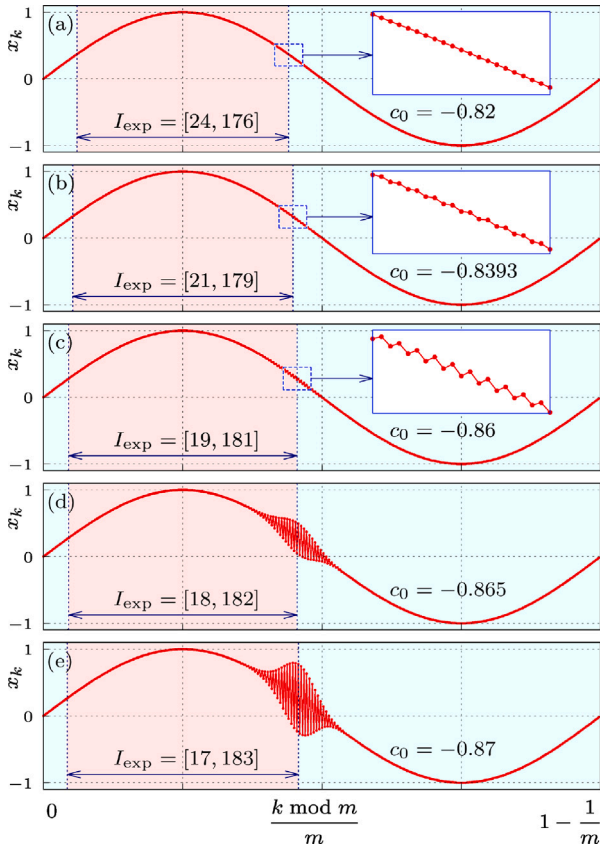 (a)
x_k
1
0
−1
I_exp = [24, 176]
c_0 = −0.82
(b)
x_k
1
0
−1
I_exp = [21, 179]
c_0 = −0.8393
(c)
x_k
1
0
−1
I_exp = [19, 181]
c_0 = −0.86
(d)
x_k
1
0
−1
I_exp = [18, 182]
c_0 = −0.865
(e)
x_k
1
0
−1
I_exp = [17, 183]
c_0 = −0.87
0
k mod m
m
1 − 1/m